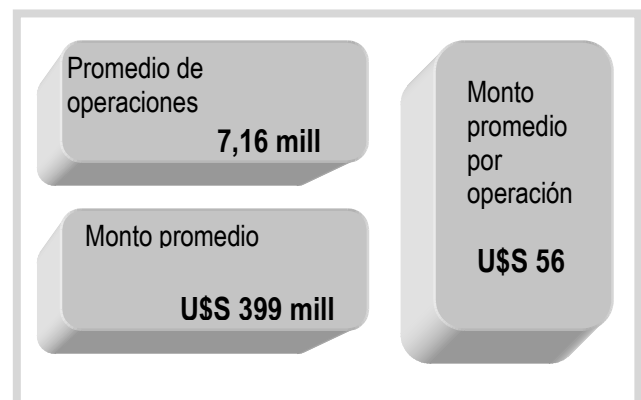 Promedio de
operaciones
7,16 mill
Monto promedio
U$S 399 mill
Monto
promedio
por
operación
U$S 56